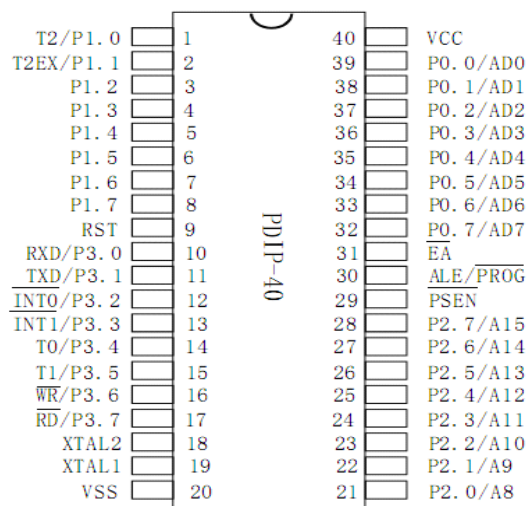 T2/P1.0 1 40 VCC
T2EX/P1.1 2 39 P0.0/AD0
P1.2 3 38 P0.1/AD1
P1.3 4 37 P0.2/AD2
P1.4 5 36 P0.3/AD3
P1.5 6 35 P0.4/AD4
P1.6 7 34 P0.5/AD5
P1.7 8 33 P0.6/AD6
RST 9 32 P0.7/AD7
RXD/P3.0 10 31 E̅A̅
TXD/P3.1 11 30 ALE/P̅R̅O̅G̅
I̅N̅T̅0̅/P3.2 12 29 P̅S̅E̅N̅
I̅N̅T̅1̅/P3.3 13 28 P2.7/A15
T0/P3.4 14 27 P2.6/A14
T1/P3.5 15 26 P2.5/A13
W̅R̅/P3.6 16 25 P2.4/A12
R̅D̅/P3.7 17 24 P2.3/A11
XTAL2 18 23 P2.2/A10
XTAL1 19 22 P2.1/A9
VSS 20 21 P2.0/A8
PDIP-40